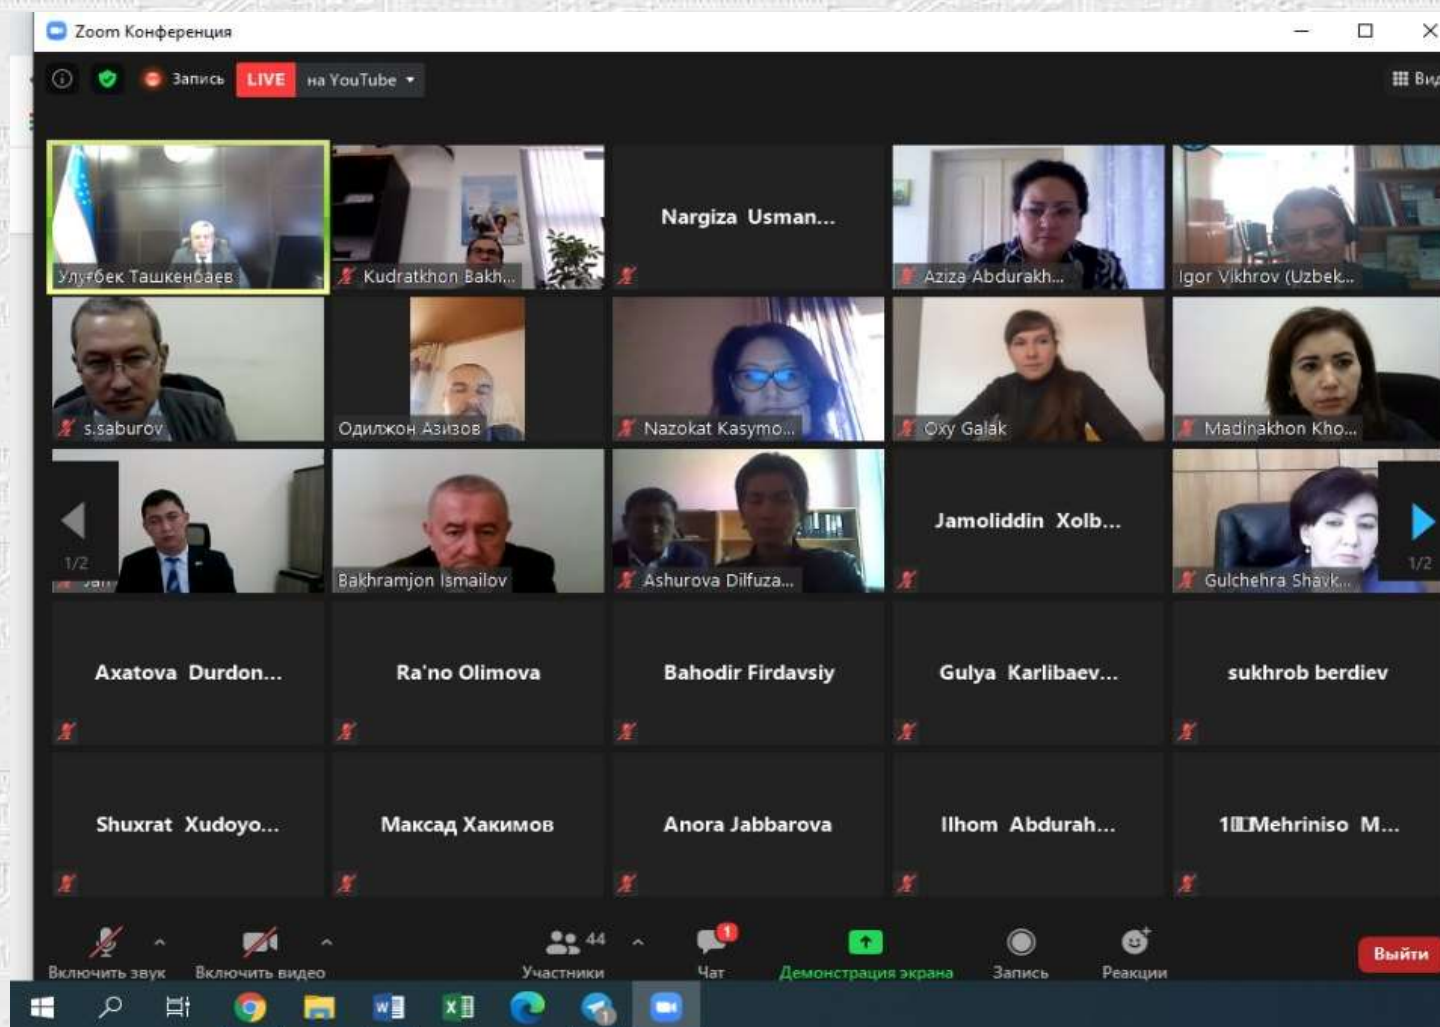 Zoom Конференция
Запись LIVE на YouTube
Вид
Улуғбек Ташкенбаев
Kudratkhon Bakh...
Nargiza Usman...
Aziza Abdurakh...
Igor Vikhrov (Uzbek...
s.saburov
Одилжон Азизов
Nazokat Kasymo...
Oxy Galak
Madinakhon Kho...
1/2
Bakhramjon Ismailov
Ashurova Dilfuza...
Jamoliddin Xolb...
Gulchehra Shavk...
1/2
Axatova Durdon...
Ra'no Olimova
Bahodir Firdavsiy
Gulya Karlibaev...
sukhrob berdiev
Shuxrat Xudoyo...
Максад Хакимов
Anora Jabbarova
Ilhom Abdurah...
Mehriniso M...
Включить звук
Включить видео
44
Участники
1
Чат
Демонстрация экрана
Запись
Реакции
Выйти
1